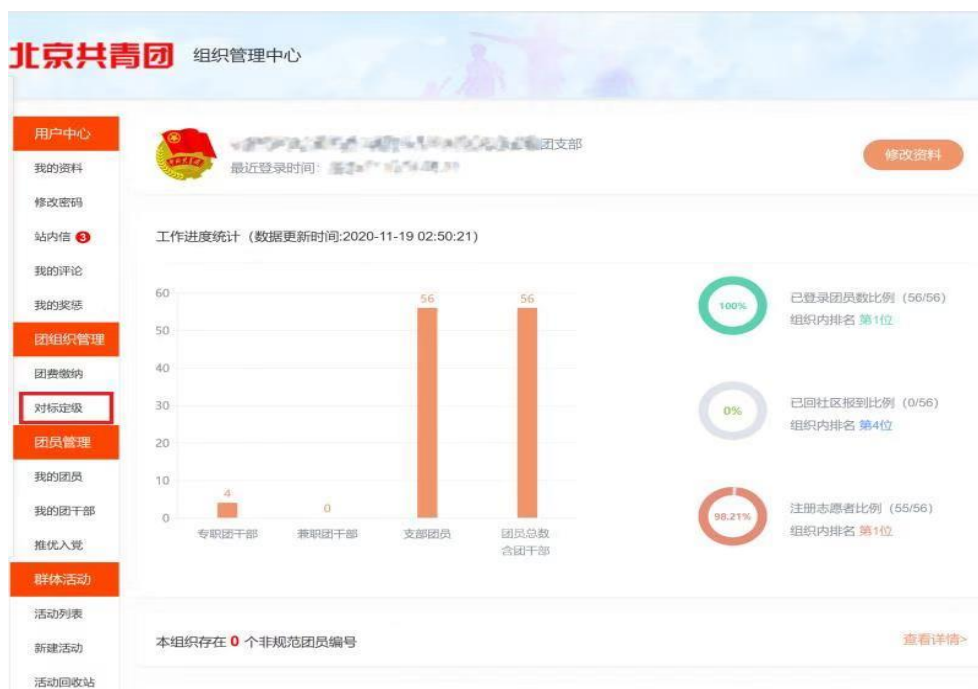 北京共青团 组织管理中心
用户中心
我的资料
修改密码
站内信 3
我的评论
我的奖惩
团组织管理
团费缴纳
对标定级
团员管理
我的团员
我的团干部
推优入党
群体活动
活动列表
新建活动
活动回收站
团支部
最近登录时间:
修改资料
工作进度统计（数据更新时间:2020-11-19 02:50:21）
60
50
40
30
20
10
0
4
0
56
56
专职团干部
兼职团干部
支部团员
团员总数
含团干部
100%
已登录团员数比例（56/56）
组织内排名 第1位
0%
已回社区报到比例（0/56）
组织内排名 第4位
98.21%
注册志愿者比例（55/56）
组织内排名 第1位
本组织存在 0 个非规范团员编号
查看详情>